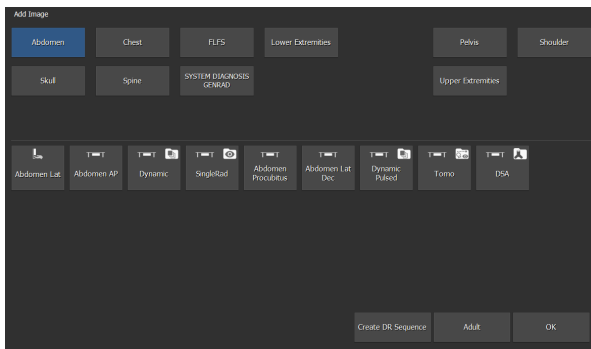 Add Image
Abdomen Chest FLFS Lower Extremities Pelvis Shoulder
Skull Spine SYSTEM DIAGNOSIS Upper Extremities
GENRAD
Abdomen Lat Abdomen AP Dynamic SingleRad Abdomen Abdomen Lat Dynamic Tomo DSA
Procubitus Dec Pulsed
Create DR Sequence Adult OK